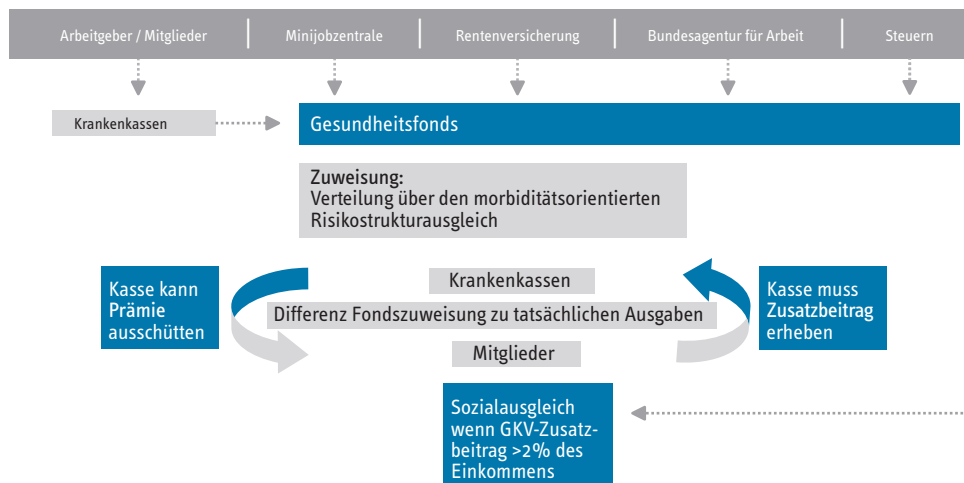 Arbeitgeber / Mitglieder
Minijobzentrale
Rentenversicherung
Bundesagentur für Arbeit
Steuern
Krankenkassen
Gesundheitsfonds
Zuweisung:
Verteilung über den morbiditätsorientierten
Risikostrukturausgleich
Kasse kann
Prämie
ausschütten
Krankenkassen
Differenz Fondszuweisung zu tatsächlichen Ausgaben
Mitglieder
Kasse muss
Zusatzbeitrag
erheben
Sozialausgleich
wenn GKV-Zusatz-
beitrag >2% des
Einkommens